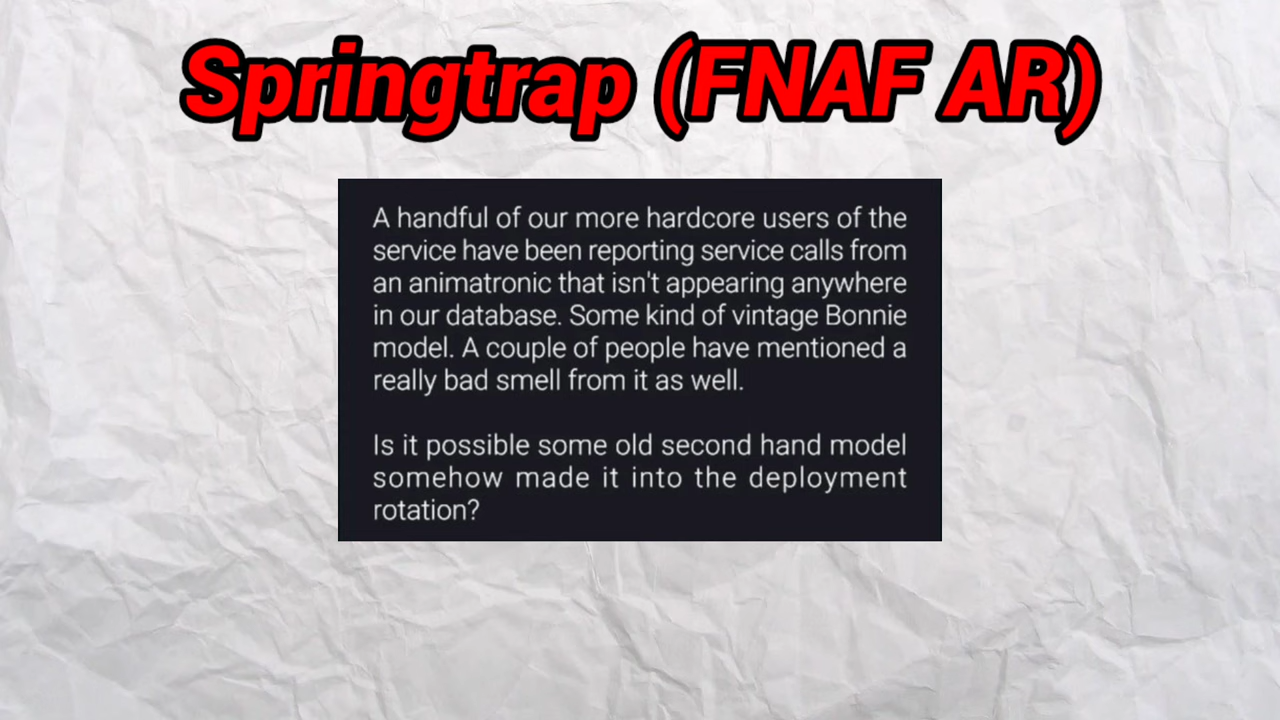 Springtrap (FNAF AR)
A handful of our more hardcore users of the
service have been reporting service calls from
an animatronic that isn't appearing anywhere
in our database. Some kind of vintage Bonnie
model. A couple of people have mentioned a
really bad smell from it as well.
Is it possible some old second hand model
somehow made it into the deployment
rotation?